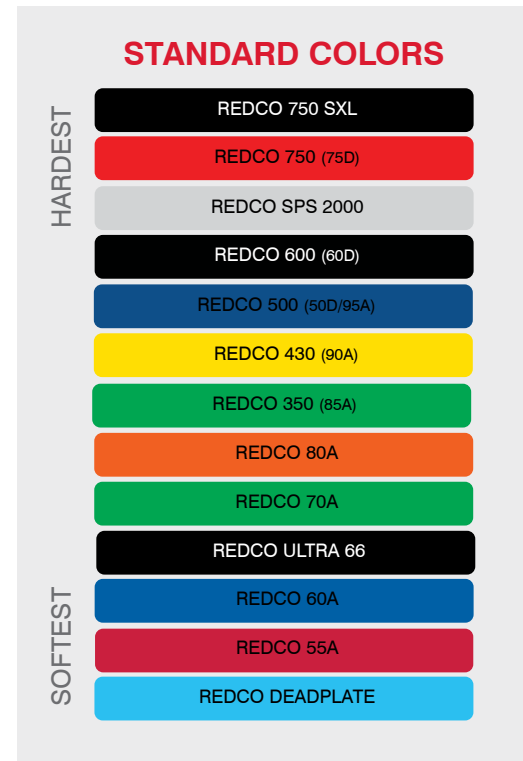 STANDARD COLORS
HARDEST
REDCO 750 SXL
REDCO 750 (75D)
REDCO SPS 2000
REDCO 600 (60D)
REDCO 500 (50D/95A)
REDCO 430 (90A)
REDCO 350 (85A)
REDCO 80A
REDCO 70A
REDCO ULTRA 66
SOFTEST
REDCO 60A
REDCO 55A
REDCO DEADPLATE